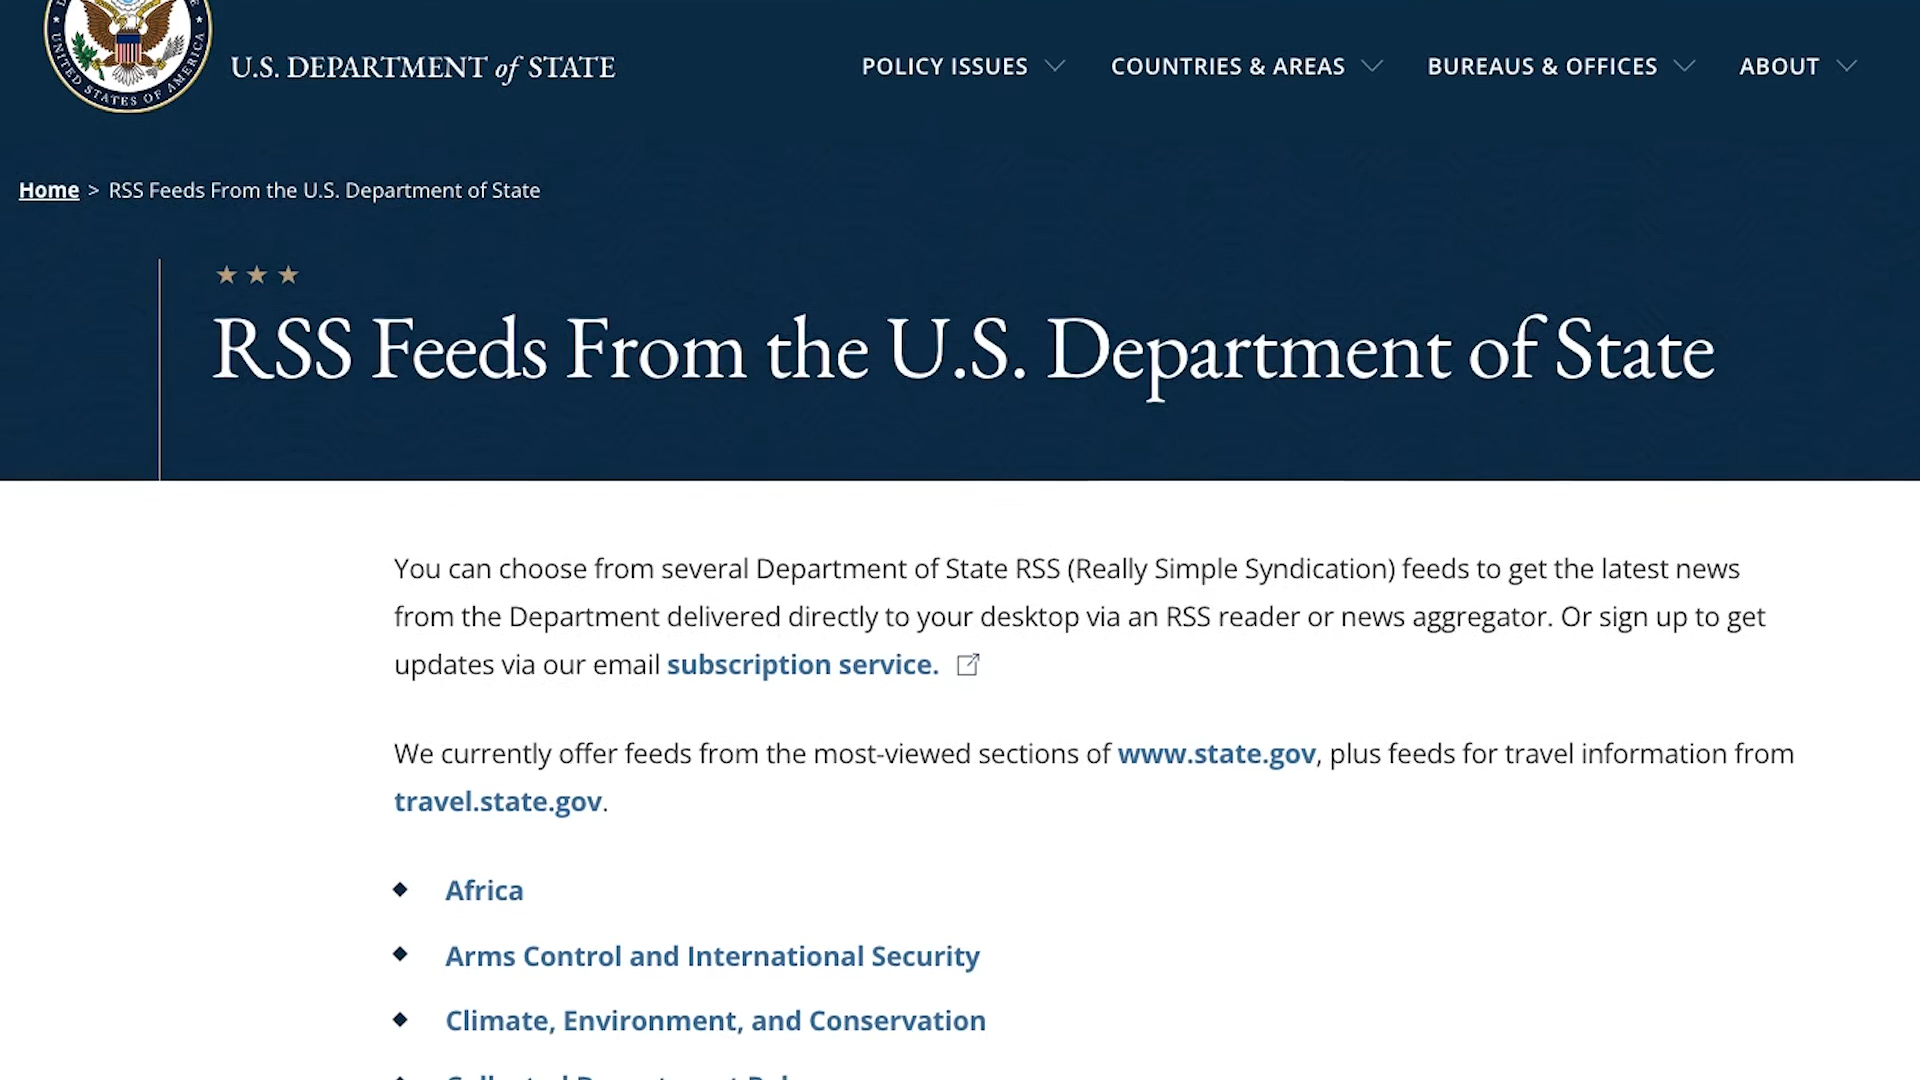 UNITED STATES OF AMERICA
U.S. DEPARTMENT of STATE
POLICY ISSUES
COUNTRIES & AREAS
BUREAUS & OFFICES
ABOUT
Home > RSS Feeds From the U.S. Department of State
RSS Feeds From the U.S. Department of State
You can choose from several Department of State RSS (Really Simple Syndication) feeds to get the latest news
from the Department delivered directly to your desktop via an RSS reader or news aggregator. Or sign up to get
updates via our email subscription service.
We currently offer feeds from the most-viewed sections of www.state.gov, plus feeds for travel information from
travel.state.gov.
Africa
Arms Control and International Security
Climate, Environment, and Conservation